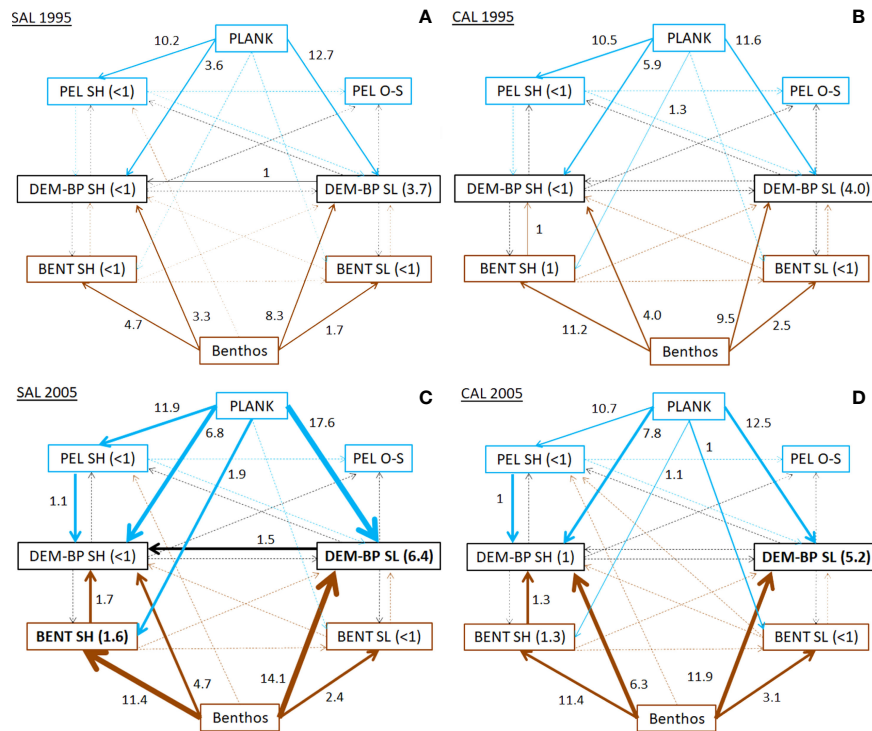 SAL 1995
A
PLANK
10.2
3.6
12.7
PEL SH (<1)
PEL O-S
1
DEM-BP SH (<1)
DEM-BP SL (3.7)
BENT SH (<1)
BENT SL (<1)
4.7
3.3
8.3
1.7
Benthos
CAL 1995
B
PLANK
10.5
5.9
11.6
PEL SH (<1)
1.3
PEL O-S
DEM-BP SH (<1)
DEM-BP SL (4.0)
1
BENT SH (1)
BENT SL (<1)
11.2
4.0
9.5
2.5
Benthos
SAL 2005
C
PLANK
11.9
6.8
17.6
PEL SH (<1)
1.9
PEL O-S
1.1
1.5
DEM-BP SH (<1)
DEM-BP SL (6.4)
1.7
BENT SH (1.6)
BENT SL (<1)
11.4
4.7
14.1
2.4
Benthos
CAL 2005
D
PLANK
10.7
7.8
1
12.5
PEL SH (<1)
1.1
PEL O-S
1
DEM-BP SH (1)
DEM-BP SL (5.2)
1.3
BENT SH (1.3)
BENT SL (<1)
11.4
6.3
11.9
3.1
Benthos